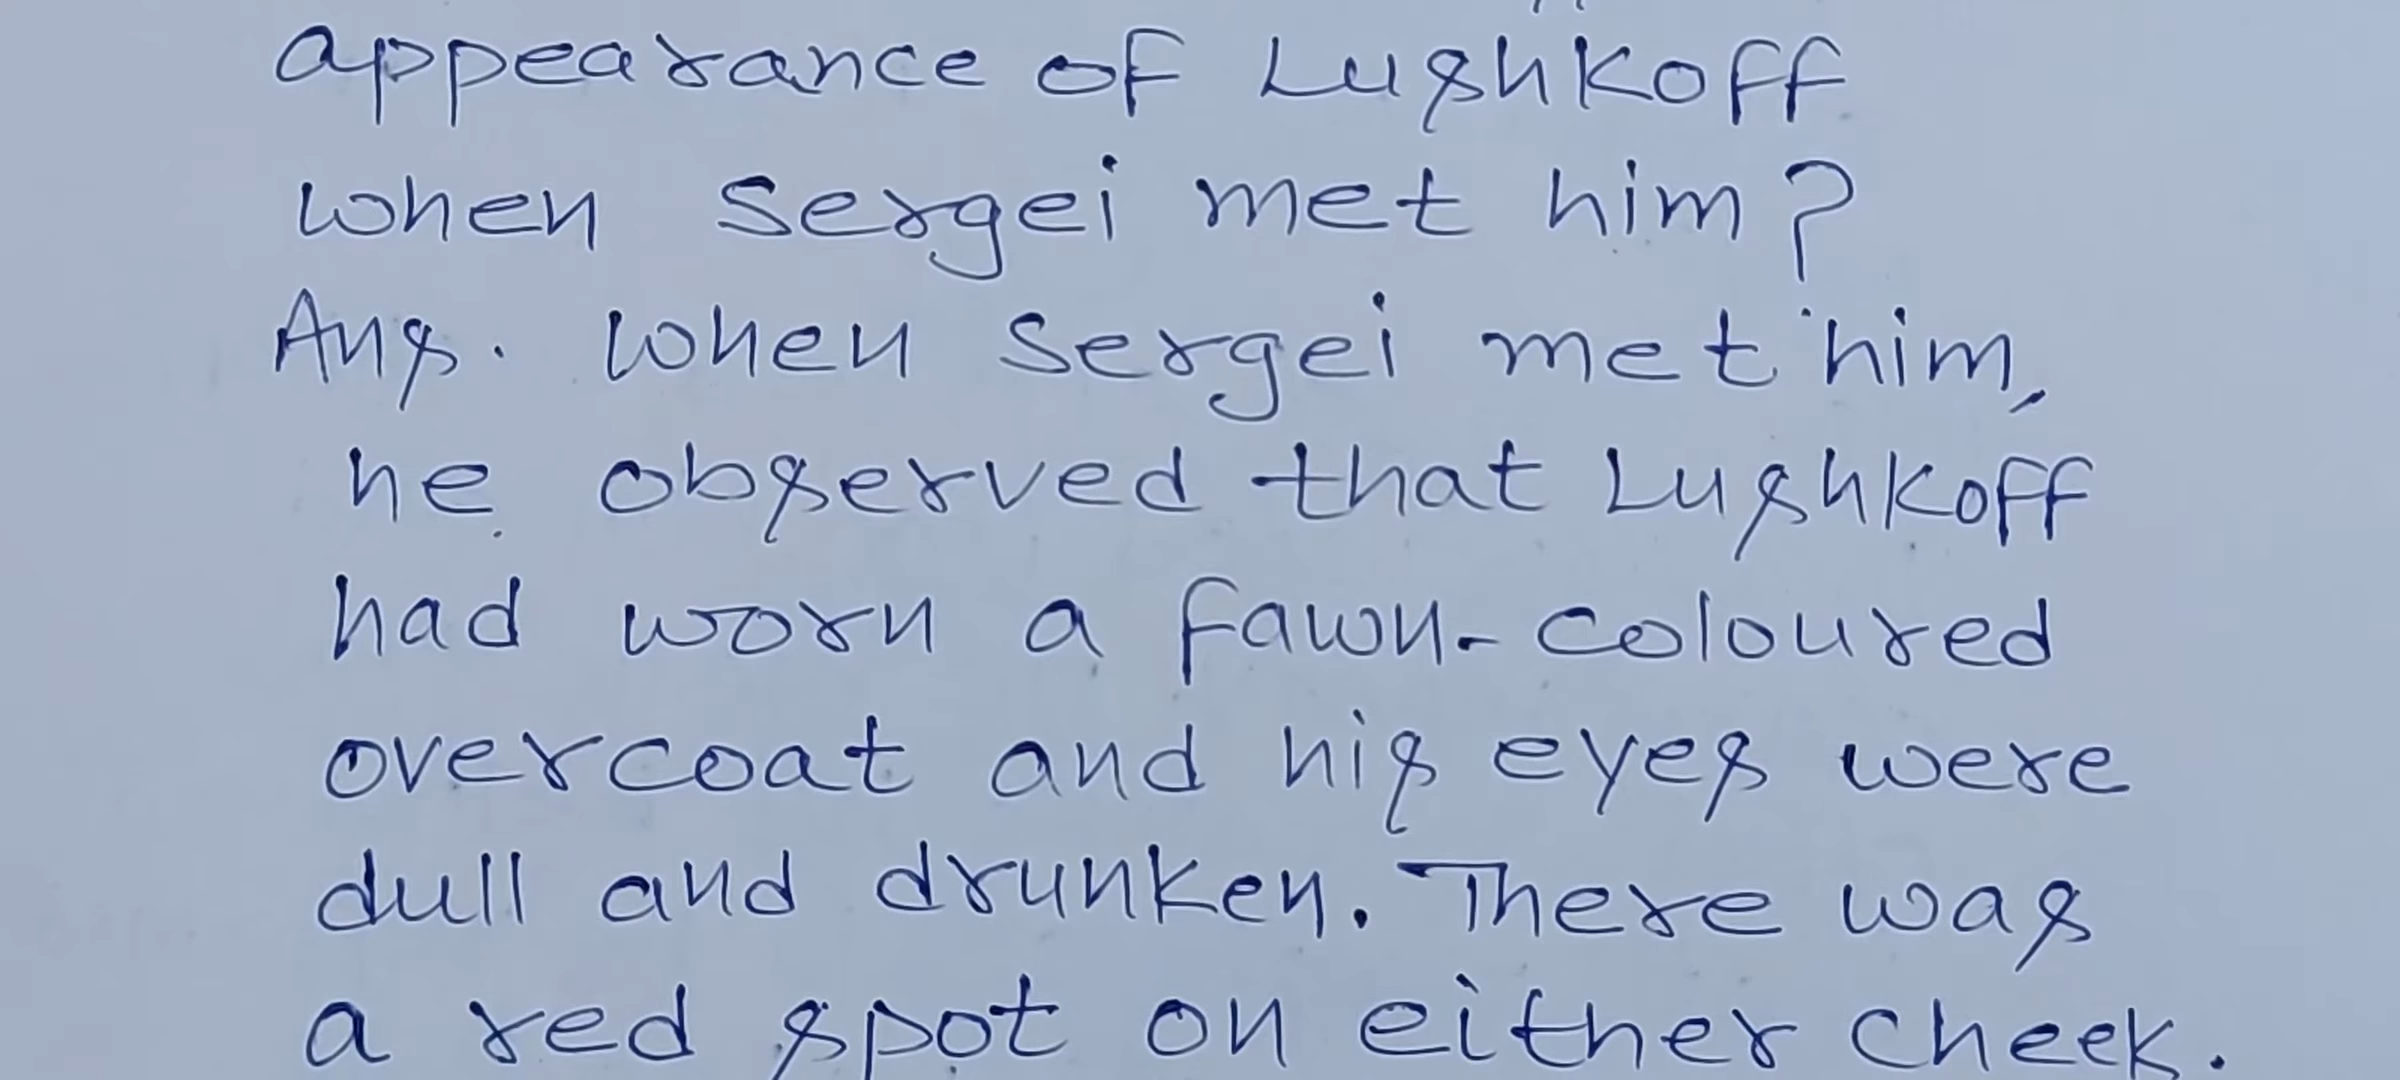 appearance of Lushkoff
when Sergei met him?
Ans. When Sergei met him,
he observed that Lushkoff
had worn a fawn-coloured
overcoat and his eyes were
dull and drunken. There was
a red spot on either cheek.